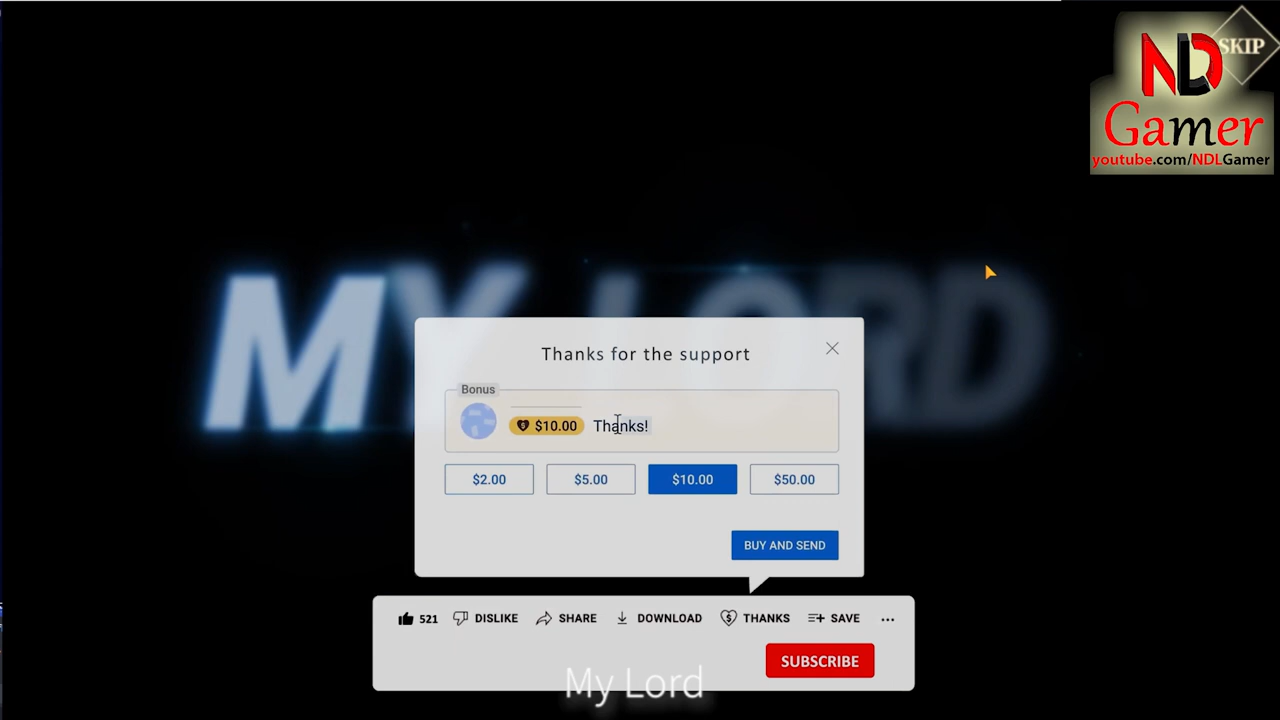 SKIP
ND
Gamer
youtube.com/NDLGamer
MY LORD
Thanks for the support
Bonus
$10.00 Thanks!
$2.00 $5.00 $10.00 $50.00
BUY AND SEND
521 DISLIKE SHARE DOWNLOAD THANKS SAVE ...
SUBSCRIBE
My Lord